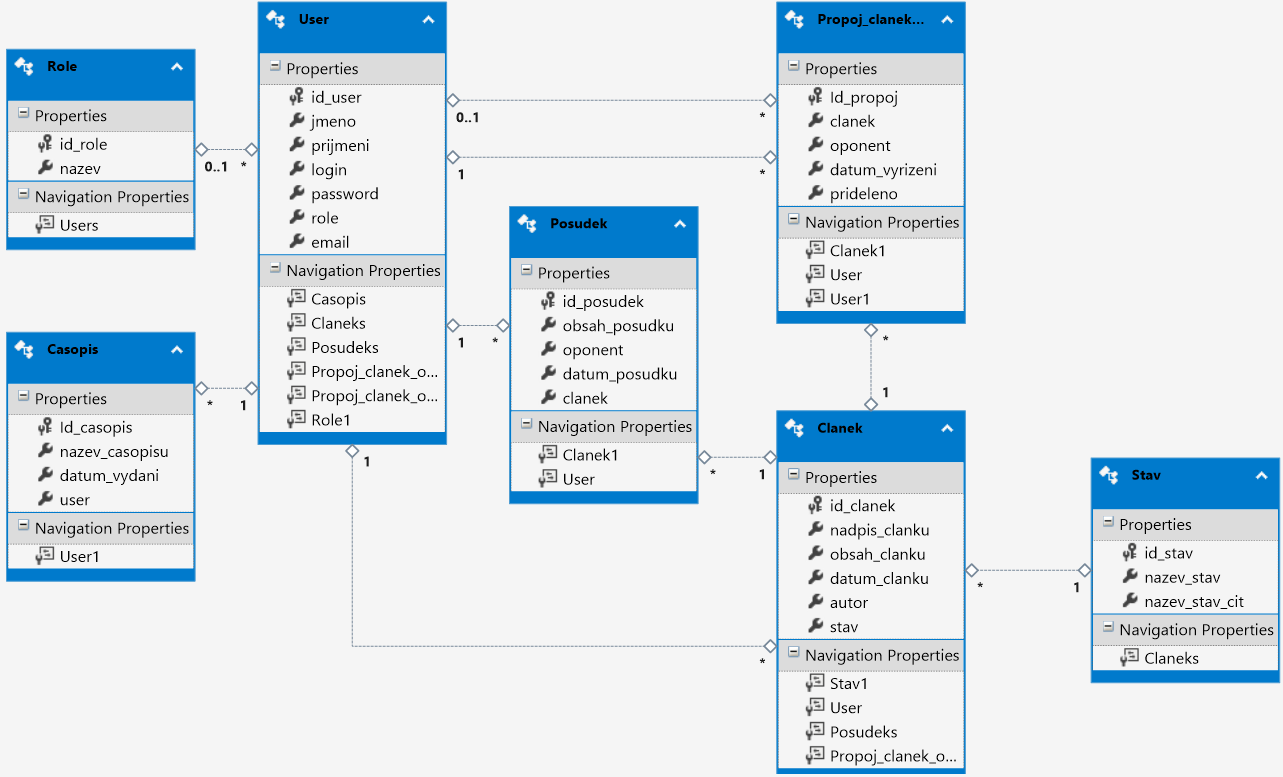 Role
Properties
id_role
nazev
Navigation Properties
Users
0..1
*
User
Properties
id_user
jmeno
prijmeni
login
password
role
email
Navigation Properties
Casopis
Claneks
Posudeks
Propoj_clanek_o...
Propoj_clanek_o...
Role1
0..1
*
1
*
Propoj_clanek...
Properties
Id_propoj
clanek
oponent
datum_vyrizeni
prideleno
Navigation Properties
Clanek1
User
User1
*
1
Posudek
Properties
id_posudek
obsah_posudku
oponent
datum_posudku
clanek
Navigation Properties
Clanek1
User
1
*
*
1
Casopis
Properties
Id_casopis
nazev_casopisu
datum_vydani
user
Navigation Properties
User1
*
1
1
*
Clanek
Properties
id_clanek
nadpis_clanku
obsah_clanku
datum_clanku
autor
stav
Navigation Properties
Stav1
User
Posudeks
Propoj_clanek_o...
*
1
Stav
Properties
id_stav
nazev_stav
nazev_stav_cit
Navigation Properties
Claneks